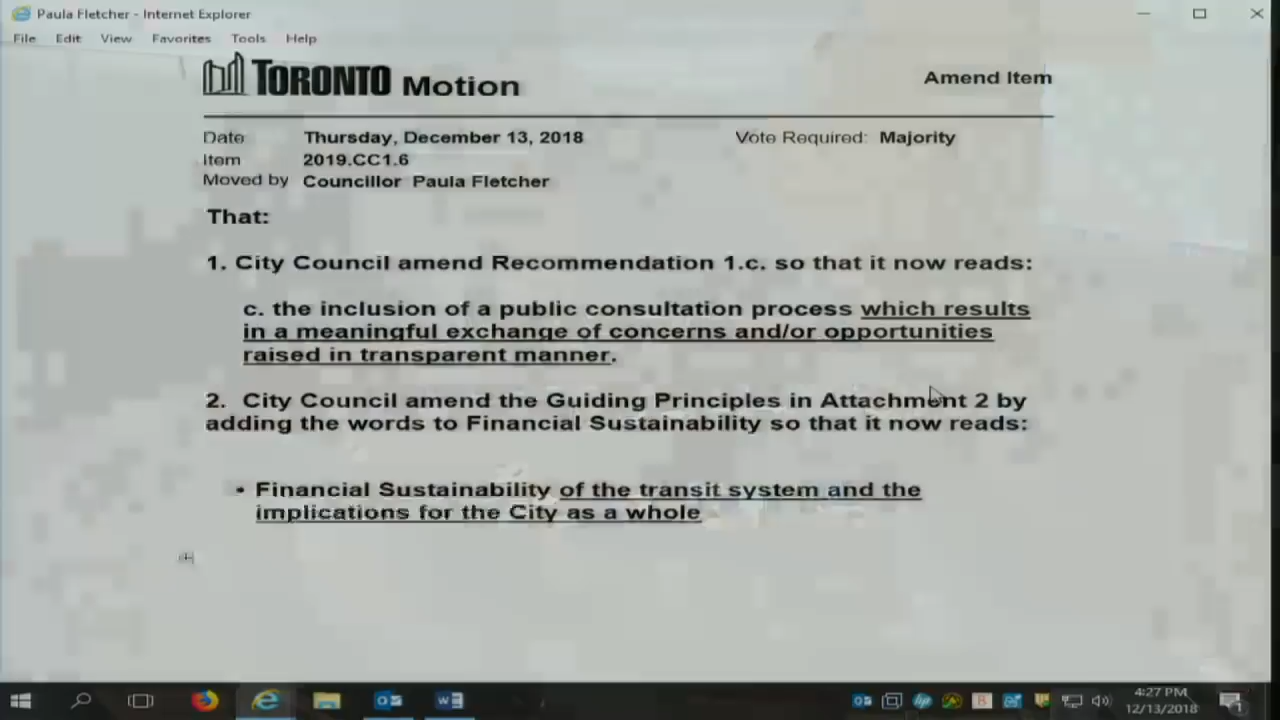 Paula Fletcher - Internet Explorer
File Edit View Favorites Tools Help
TORONTO Motion
Amend Item
Date Thursday, December 13, 2018 Vote Required: Majority
Item 2019.CC1.6
Moved by Councillor Paula Fletcher
That:
1. City Council amend Recommendation 1.c. so that it now reads:
c. the inclusion of a public consultation process which results
in a meaningful exchange of concerns and/or opportunities
raised in transparent manner.
2. City Council amend the Guiding Principles in Attachment 2 by
adding the words to Financial Sustainability so that it now reads:
• Financial Sustainability of the transit system and the
implications for the City as a whole
4:27 PM
12/13/2018